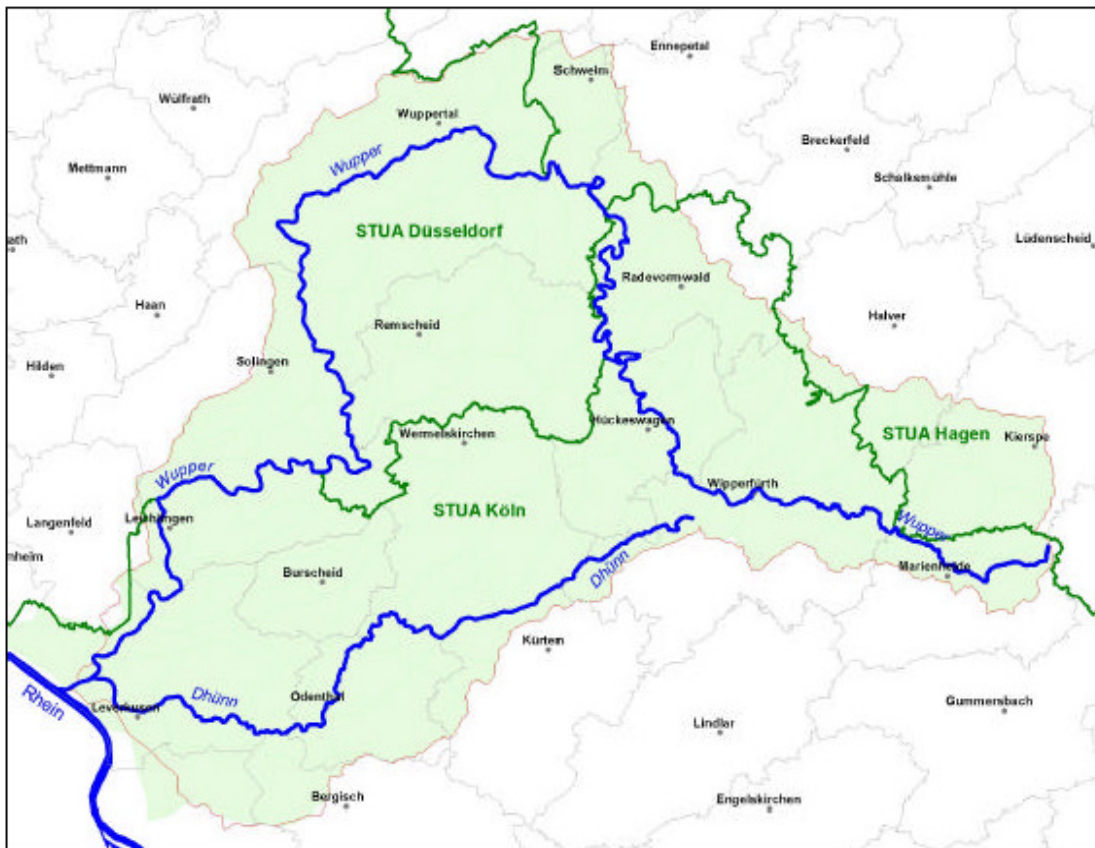 Ennepetal
Schwelm
Wülfrath
Wuppertal
Breckerfeld
Mettmann
Wupper
Schalksmühle
STUA Düsseldorf
Lüdenscheid
ath
Radevormwald
Haan
Remscheid
Halver
Hilden
Solingen
Hückeswagen
Wermelskirchen
STUA Hagen
Kierspe
Wupper
Wipperfürth
STUA Köln
Langenfeld
Leichlingen
Wupper
nheim
Burscheid
Dhünn
Marienheide
Kürten
Rhein
Dhünn
Odenthal
Leverkusen
Gummersbach
Lindlar
Bergisch
Engelskirchen